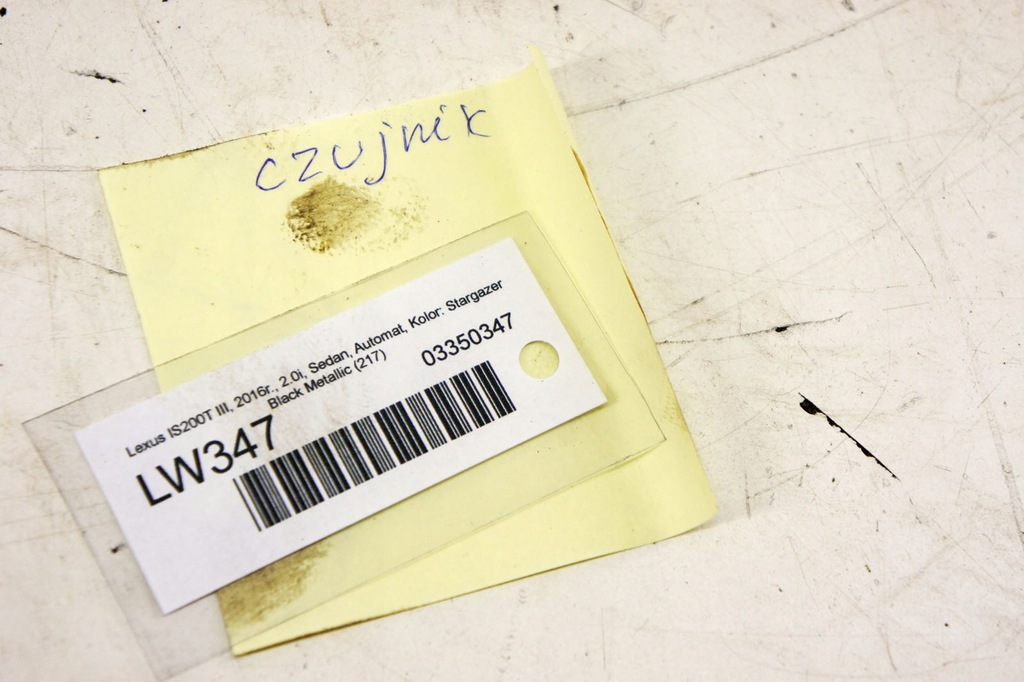 czujnik
Lexus IS200T III, 2016r., 2.0i, Sedan, Automat, Kolor: Stargazer
Black Metallic (217)
03350347
LW347